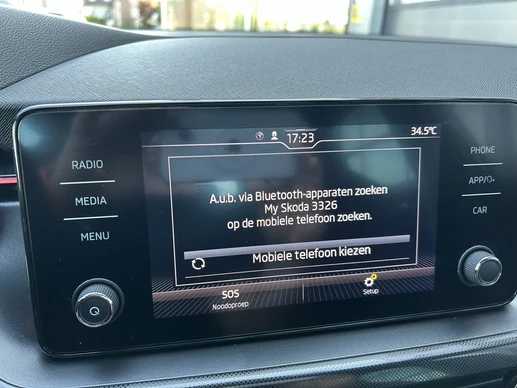 17:23
34.5°C
RADIO
MEDIA
MENU
A.u.b. via Bluetooth-apparaten zoeken
My Skoda 3326
op de mobiele telefoon zoeken.
Mobiele telefoon kiezen
SOS
Noodoproep
Setup
PHONE
APP/
CAR